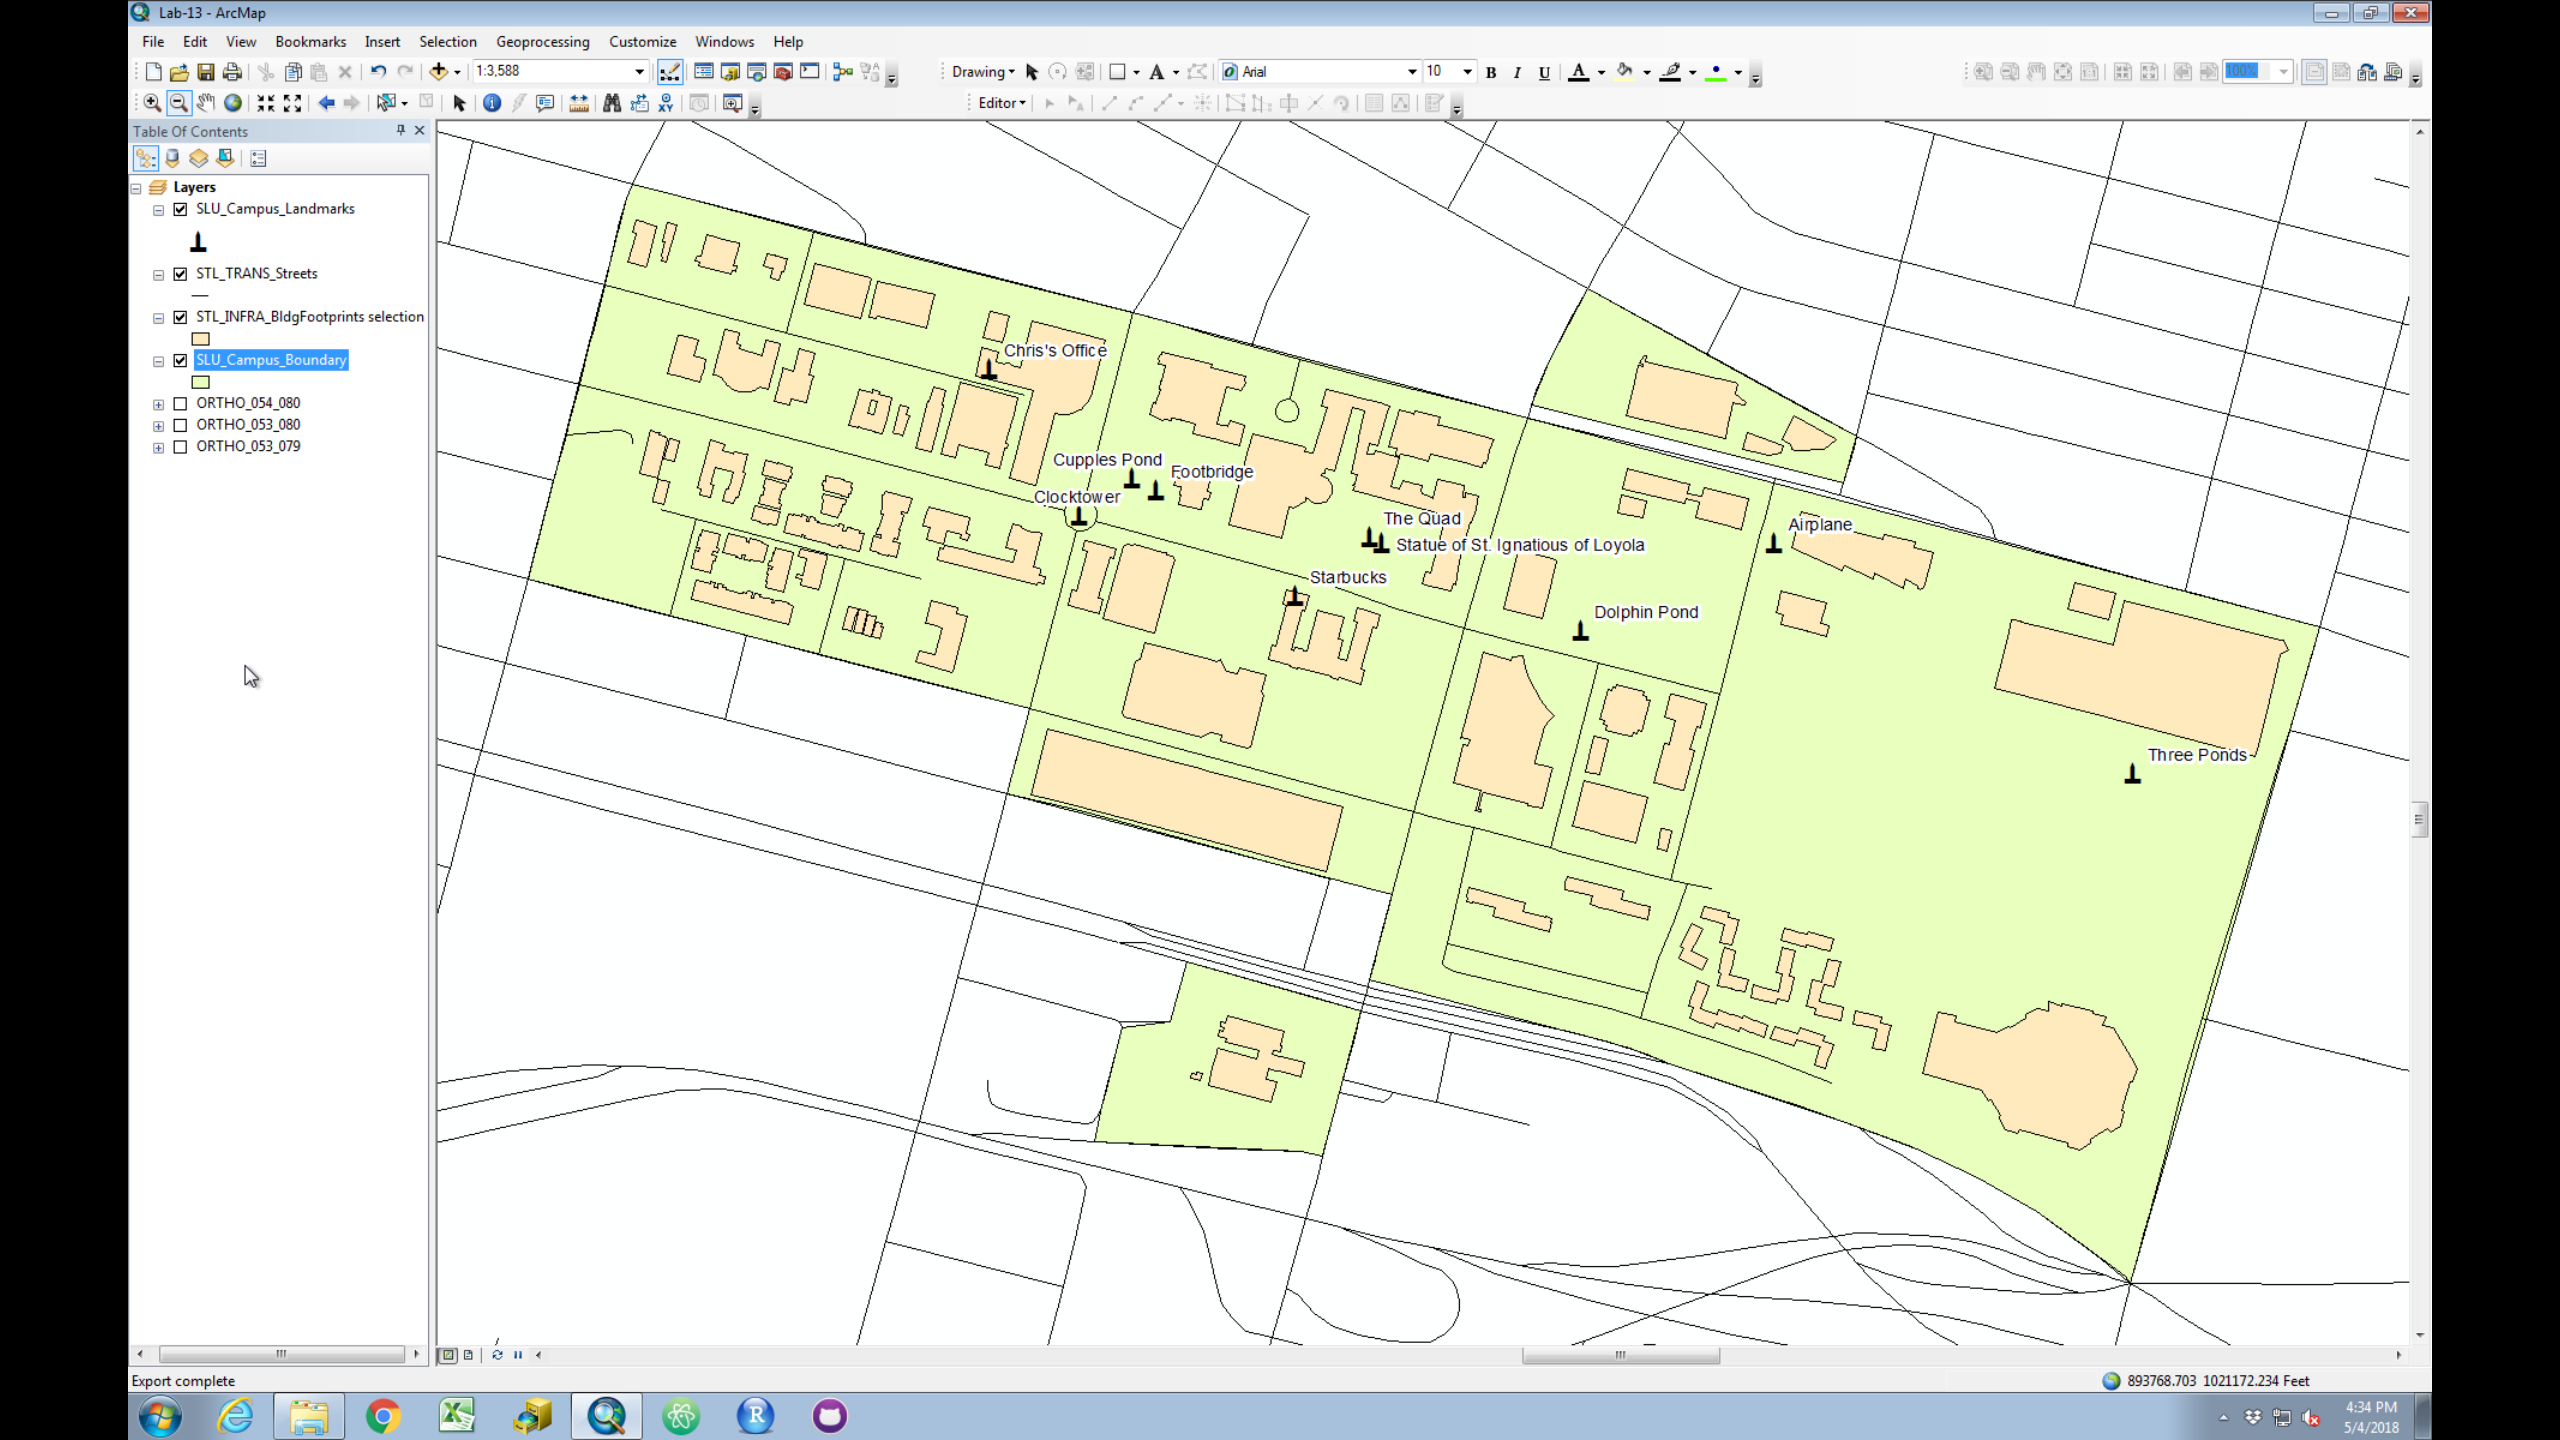 Lab-13 - ArcMap
File Edit View Bookmarks Insert Selection Geoprocessing Customize Windows Help
1:3,588 Drawing A Arial 10 B I U A 100%
XY Editor
Table Of Contents
Layers
SLU_Campus_Landmarks
STL_TRANS_Streets
STL_INFRA_BldgFootprints selection
SLU_Campus_Boundary
ORTHO_054_080
ORTHO_053_080
ORTHO_053_079
Chris's Office
Cupples Pond
Footbridge
Clocktower
The Quad
Airplane
Statue of St. Ignatious of Loyola
Starbucks
Dolphin Pond
Three Ponds
Export complete
893768.703 1021172.234 Feet
4:34 PM
5/4/2018